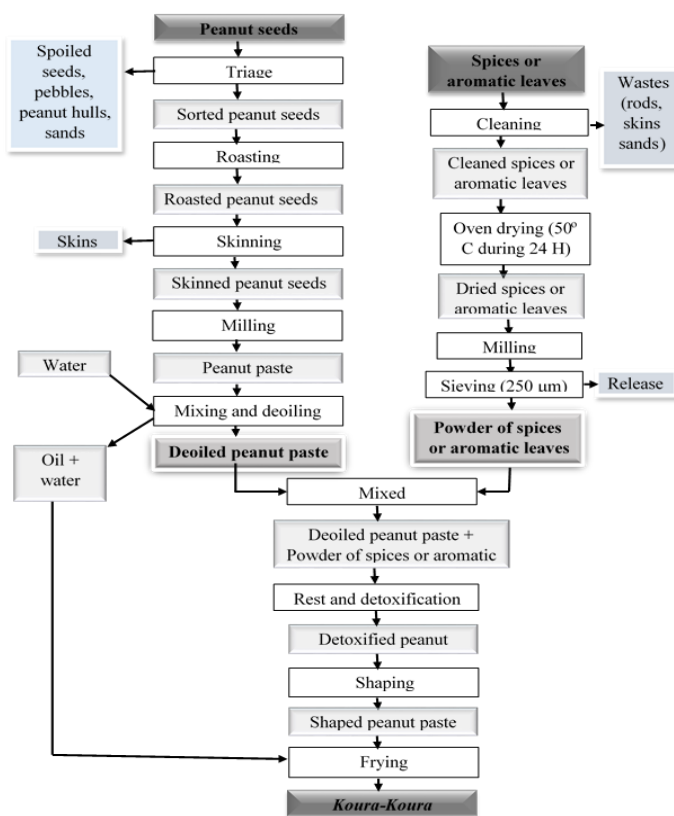 Peanut seeds
Spoiled
seeds,
pebbles,
peanut hulls,
sands
Triage
Sorted peanut seeds
Roasting
Roasted peanut seeds
Skins
Skinning
Skinned peanut seeds
Milling
Water
Peanut paste
Mixing and deoiling
Deoiled peanut paste
Oil +
water
Spices or
aromatic leaves
Wastes
(rods,
skins
sands)
Cleaning
Cleaned spices or
aromatic leaves
Oven drying (50º
C during 24 H)
Dried spices or
aromatic leaves
Milling
Sieving (250 µm)
Release
Powder of spices
or aromatic leaves
Mixed
Deoiled peanut paste +
Powder of spices or aromatic
Rest and detoxification
Detoxified peanut
Shaping
Shaped peanut paste
Frying
Koura-Koura